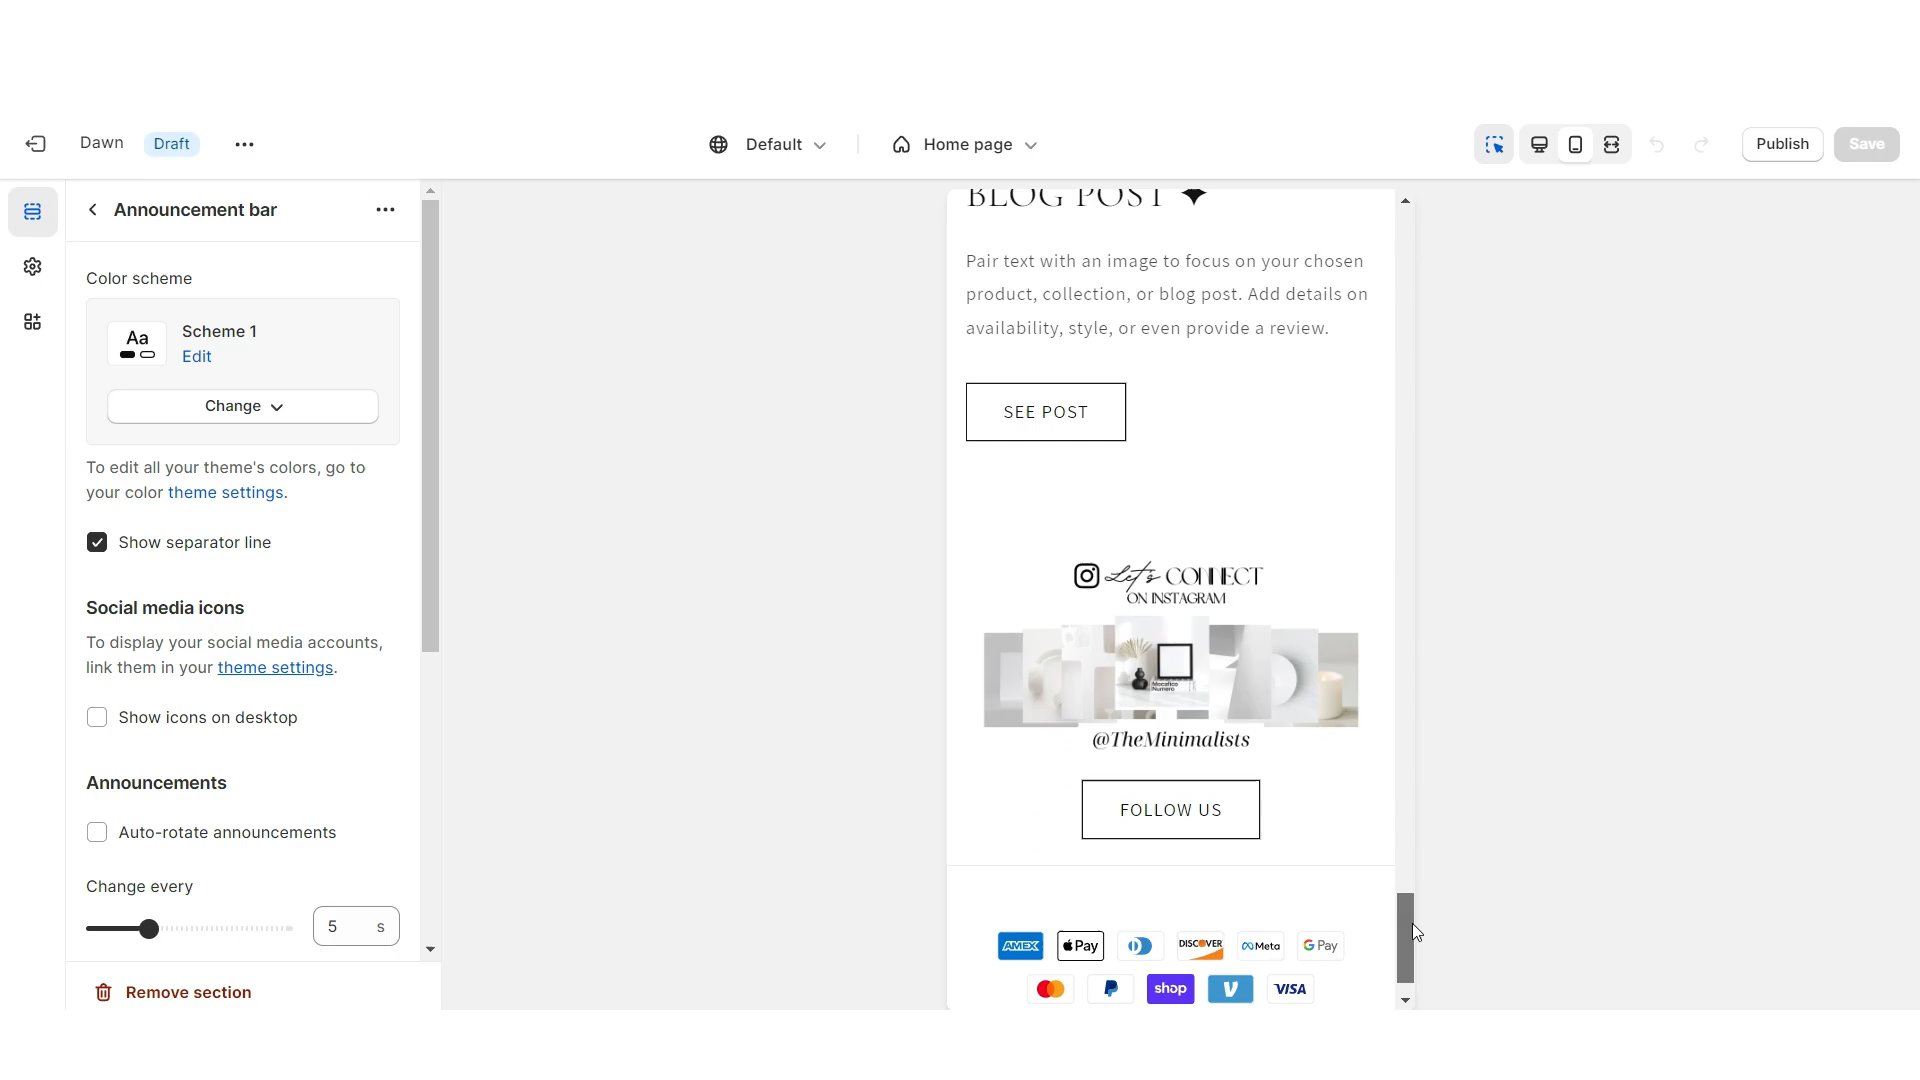 Dawn
Draft
Default
Home page
Publish
Save
Announcement bar
Color scheme
Aa
Scheme 1
Edit
Change
To edit all your theme's colors, go to
your color theme settings.
Show separator line
Social media icons
To display your social media accounts,
link them in your theme settings.
Show icons on desktop
Announcements
Auto-rotate announcements
Change every
5 s
Remove section
BLOG POST
Pair text with an image to focus on your chosen
product, collection, or blog post. Add details on
availability, style, or even provide a review.
SEE POST
Let's CONNECT
ON INSTAGRAM
@TheMinimalists
FOLLOW US
AMEX Pay DISCOVER Meta G Pay
shop VISA